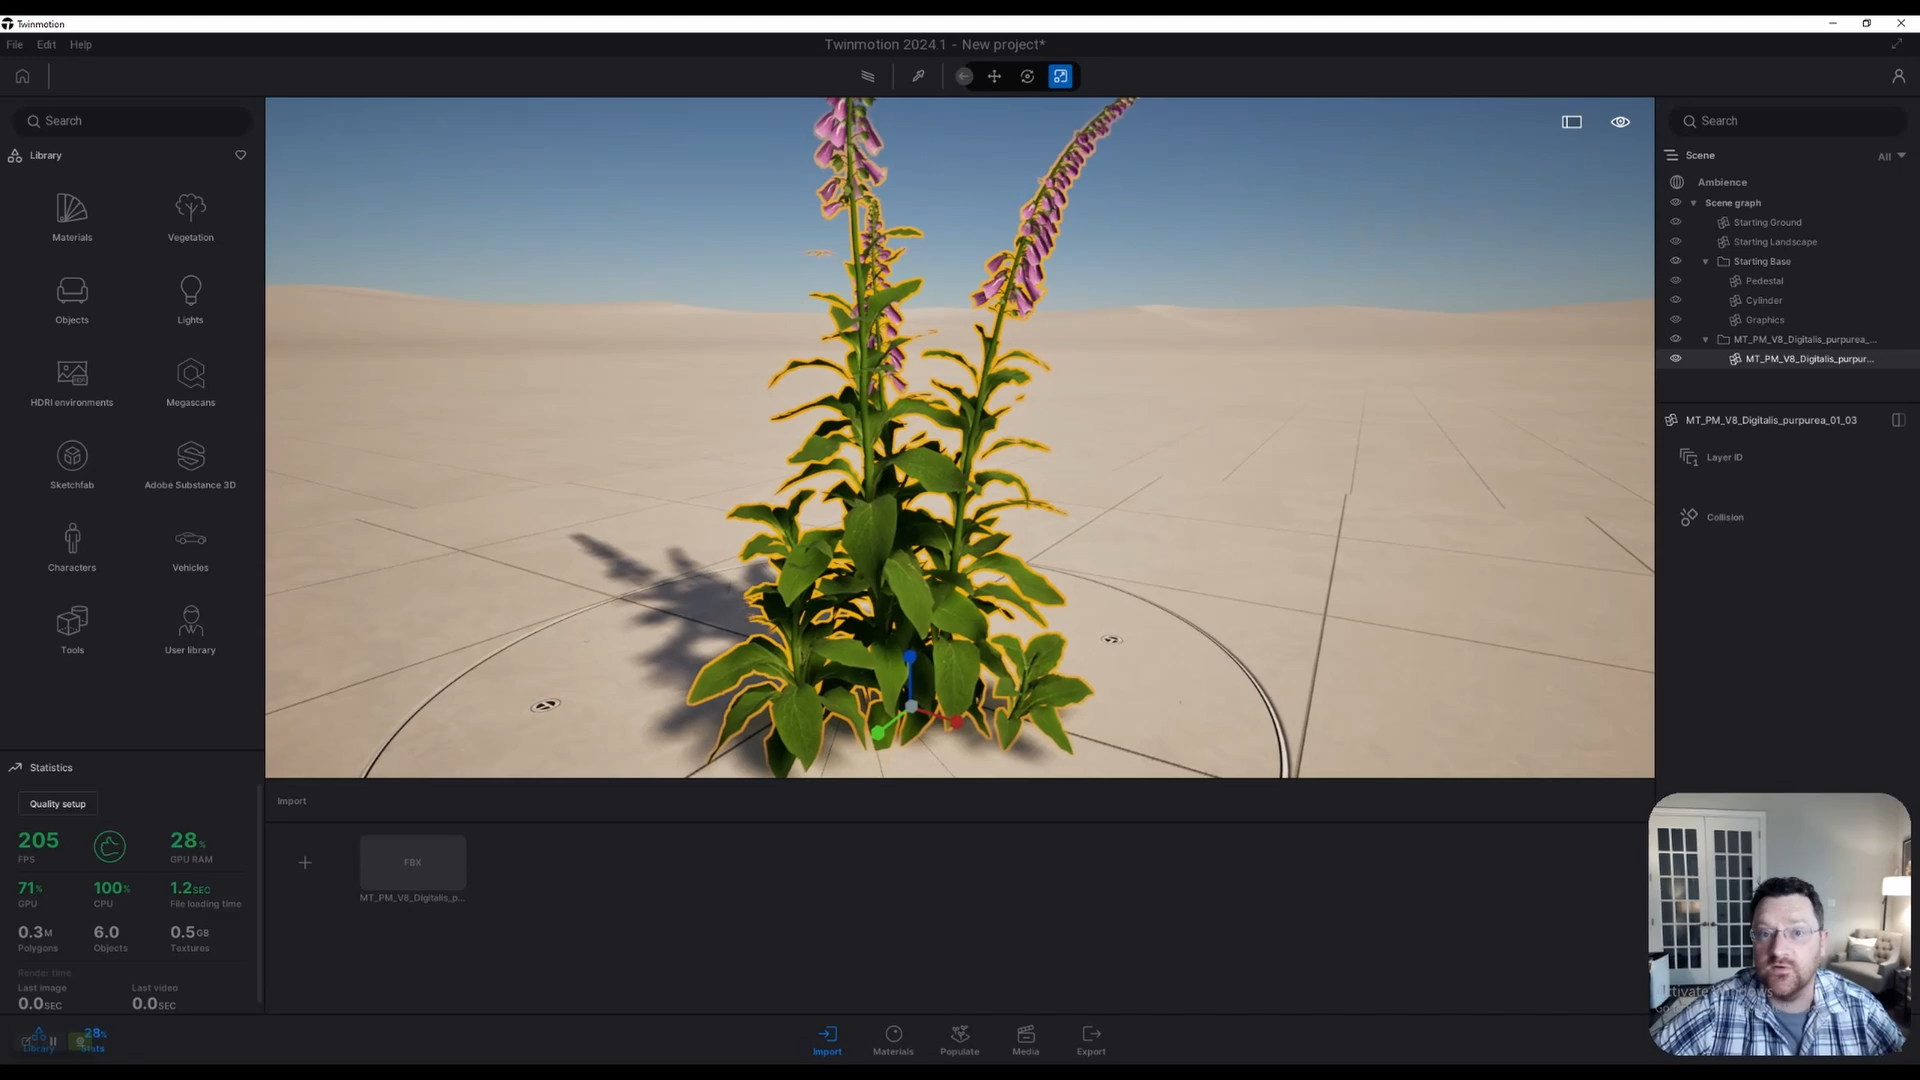 Twinmotion
File Edit Help
Twinmotion 2024.1 - New project*
Search
Library
Materials
Vegetation
Objects
Lights
HDRI environments
Megascans
Sketchfab
Adobe Substance 3D
Characters
Vehicles
Tools
User library
Statistics
Quality setup
205
FPS
28%
GPU RAM
71%
GPU
100%
CPU
1.2SEC
File loading time
0.3M
Polygons
6.0
Objects
0.5GB
Textures
Render time
Last image
0.0SEC
Last video
0.0SEC
Library
28%
Stats
Import
FBX
MT_PM_V8_Digitalis_p...
Import
Materials
Populate
Media
Export
Search
Scene
All
Ambience
Scene graph
Starting Ground
Starting Landscape
Starting Base
Pedestal
Cylinder
Graphics
MT_PM_V8_Digitalis_purpurea_...
MT_PM_V8_Digitalis_purpur...
MT_PM_V8_Digitalis_purpurea_01_03
Layer ID
Collision